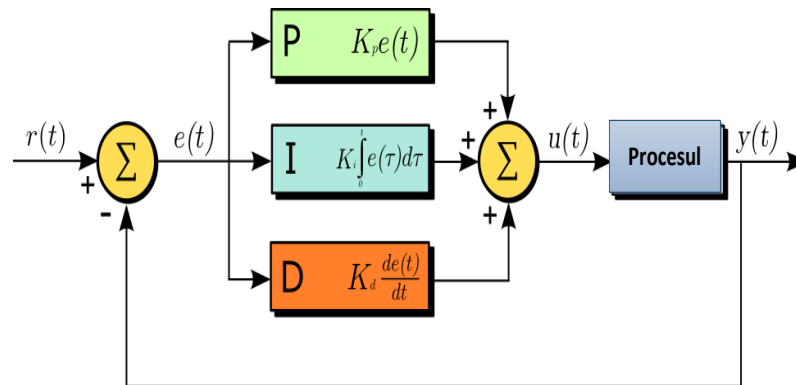 P K_p e(t)
r(t) Σ e(t) I K_i ∫_0^t e(τ)dτ Σ u(t) Procesul y(t)
+ - + + +
D K_d de(t)/dt